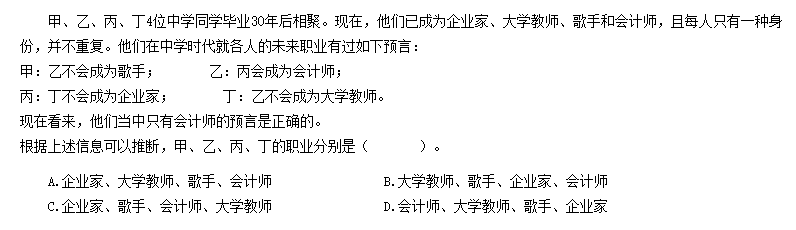 甲、乙、丙、丁4位中学同学毕业30年后相聚。现在，他们已成为企业家、大学教师、歌手和会计师，且每人只有一种身
份，并不重复。他们在中学时代就各人的未来职业有过如下预言：
甲：乙不会成为歌手；　　　乙：丙会成为会计师；
丙：丁不会成为企业家；　　　丁：乙不会成为大学教师。
现在看来，他们当中只有会计师的预言是正确的。
根据上述信息可以推断，甲、乙、丙、丁的职业分别是（　　　）。
A.企业家、大学教师、歌手、会计师　　　B.大学教师、歌手、企业家、会计师
C.企业家、歌手、会计师、大学教师　　　D.会计师、大学教师、歌手、企业家